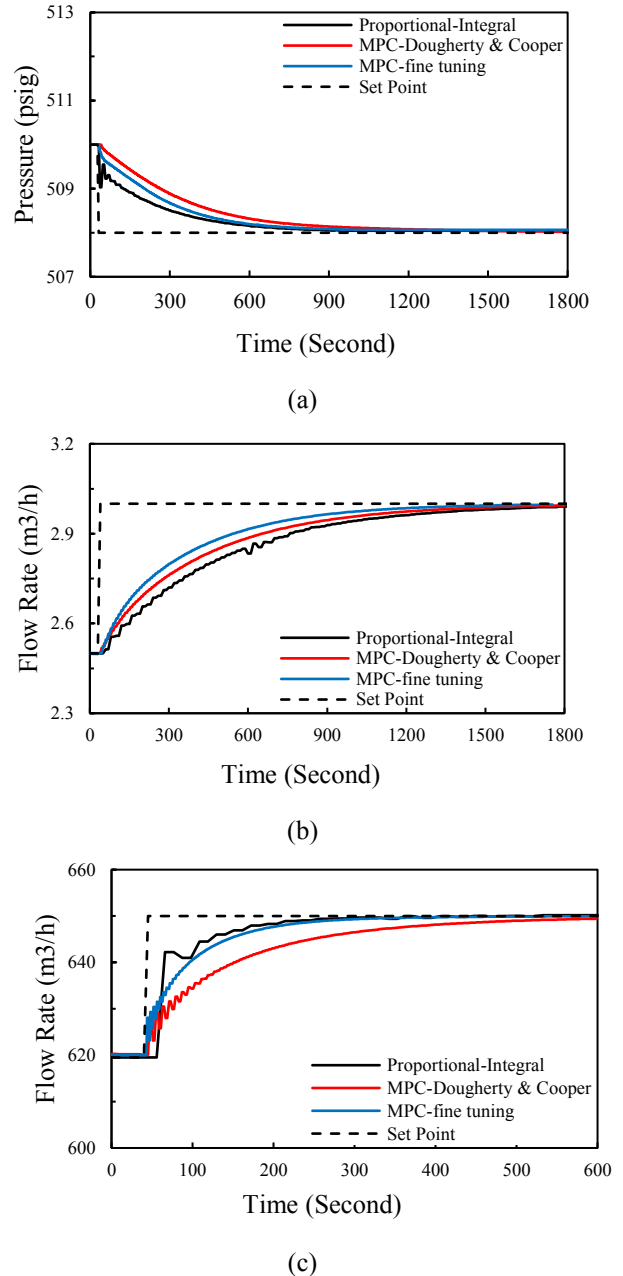 513
511
509
507
Pressure (psig)
Proportional-Integral
MPC-Dougherty & Cooper
MPC-fine tuning
Set Point
0 300 600 900 1200 1500 1800
Time (Second)
(a)
3.2
2.9
2.6
2.3
Flow Rate (m3/h)
Proportional-Integral
MPC-Dougherty & Cooper
MPC-fine tuning
Set Point
0 300 600 900 1200 1500 1800
Time (Second)
(b)
660
640
620
600
Flow Rate (m3/h)
Proportional-Integral
MPC-Dougherty & Cooper
MPC-fine tuning
Set Point
0 100 200 300 400 500 600
Time (Second)
(c)